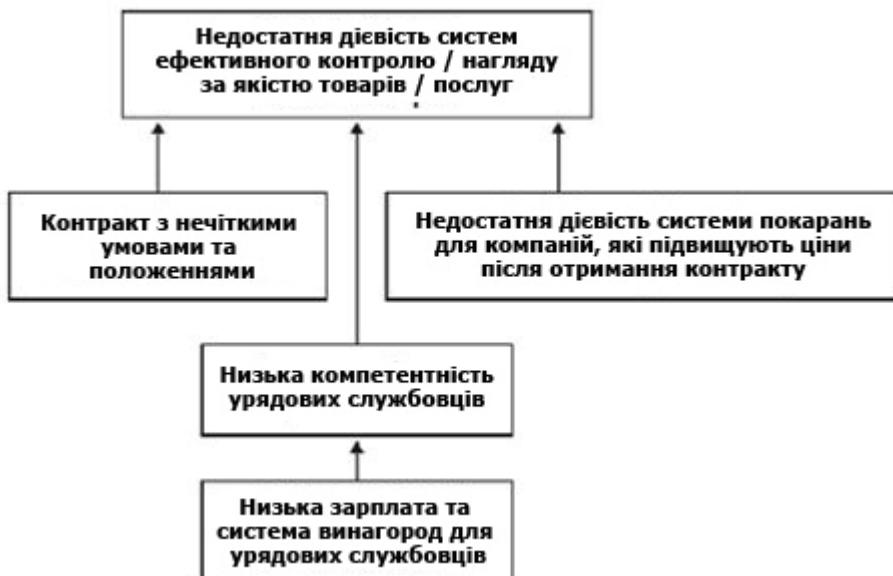 Недостатня дієвість систем
ефективного контролю / нагляду
за якістю товарів / послуг
Контракт з нечіткими
умовами та
положеннями
Недостатня дієвість системи покарань
для компаній, які підвищують ціни
після отримання контракту
Низька компетентність
урядових службовців
Низька зарплата та
система винагород для
урядових службовців